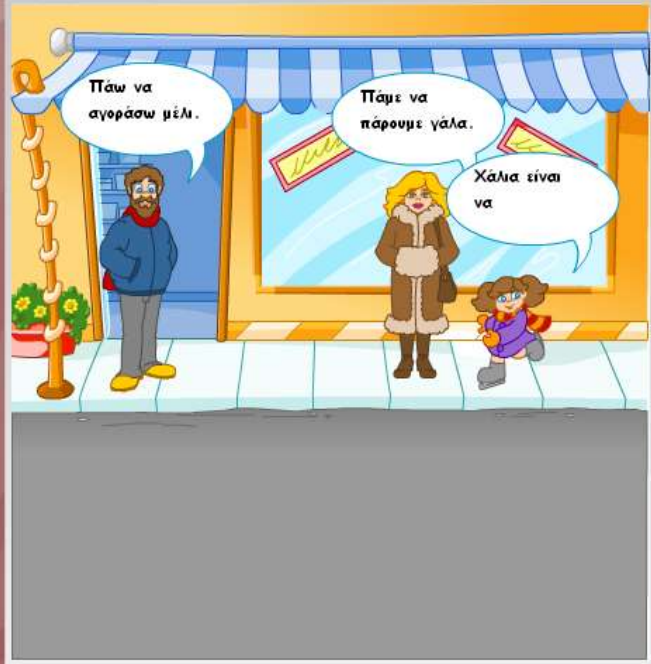 Πάω να
αγοράσω μέλι.
Πάμε να
πάρουμε γάλα.
Χάλια είναι
να